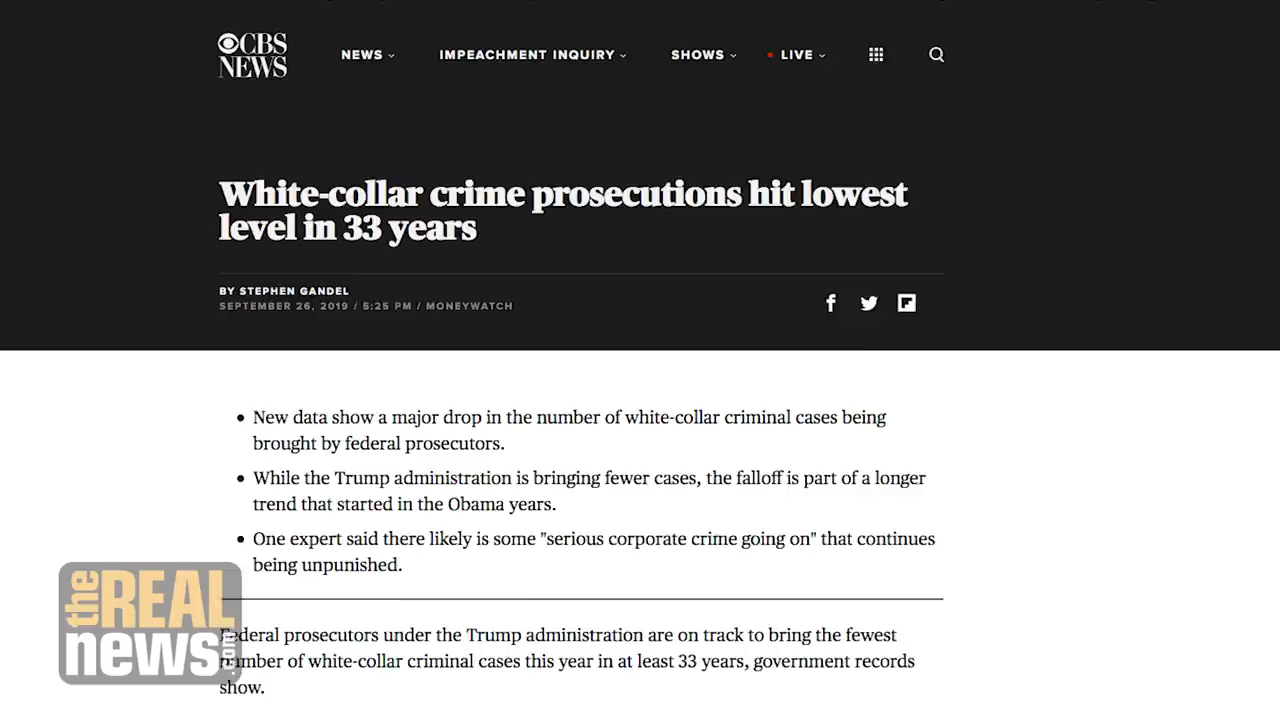 CBS NEWS
NEWS
IMPEACHMENT INQUIRY
SHOWS
LIVE
White-collar crime prosecutions hit lowest
level in 33 years
BY STEPHEN GANDEL
SEPTEMBER 26, 2019 / 5:25 PM / MONEYWATCH
New data show a major drop in the number of white-collar criminal cases being
brought by federal prosecutors.
While the Trump administration is bringing fewer cases, the falloff is part of a longer
trend that started in the Obama years.
One expert said there likely is some "serious corporate crime going on" that continues
being unpunished.
Federal prosecutors under the Trump administration are on track to bring the fewest
number of white-collar criminal cases this year in at least 33 years, government records
show.
the REAL
news.com